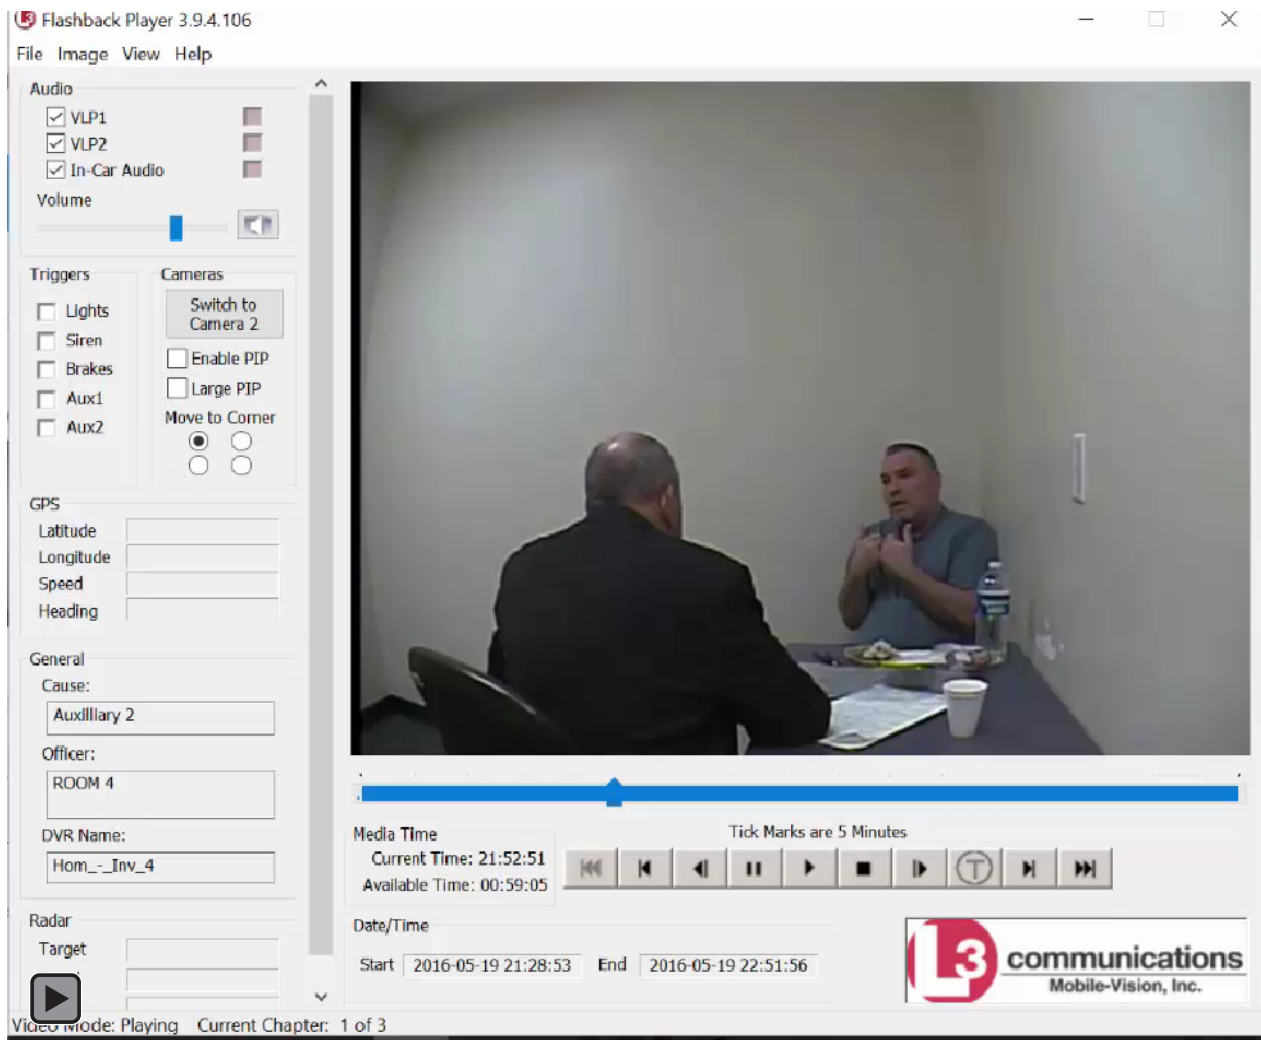 L3 Flashback Player 3.9.4.106
File Image View Help
Audio
VLP1
VLP2
In-Car Audio
Volume
Triggers
Lights
Siren
Brakes
Aux1
Aux2
Cameras
Switch to
Camera 2
Enable PIP
Large PIP
Move to Corner
GPS
Latitude
Longitude
Speed
Heading
General
Cause:
Auxilliary 2
Officer:
ROOM 4
DVR Name:
Hom_-_Inv_4
Radar
Target
Media Time
Current Time: 21:52:51
Available Time: 00:59:05
Tick Marks are 5 Minutes
T
Date/Time
Start 2016-05-19 21:28:53 End 2016-05-19 22:51:56
L3 communications
Mobile-Vision, Inc.
Video Mode: Playing Current Chapter: 1 of 3